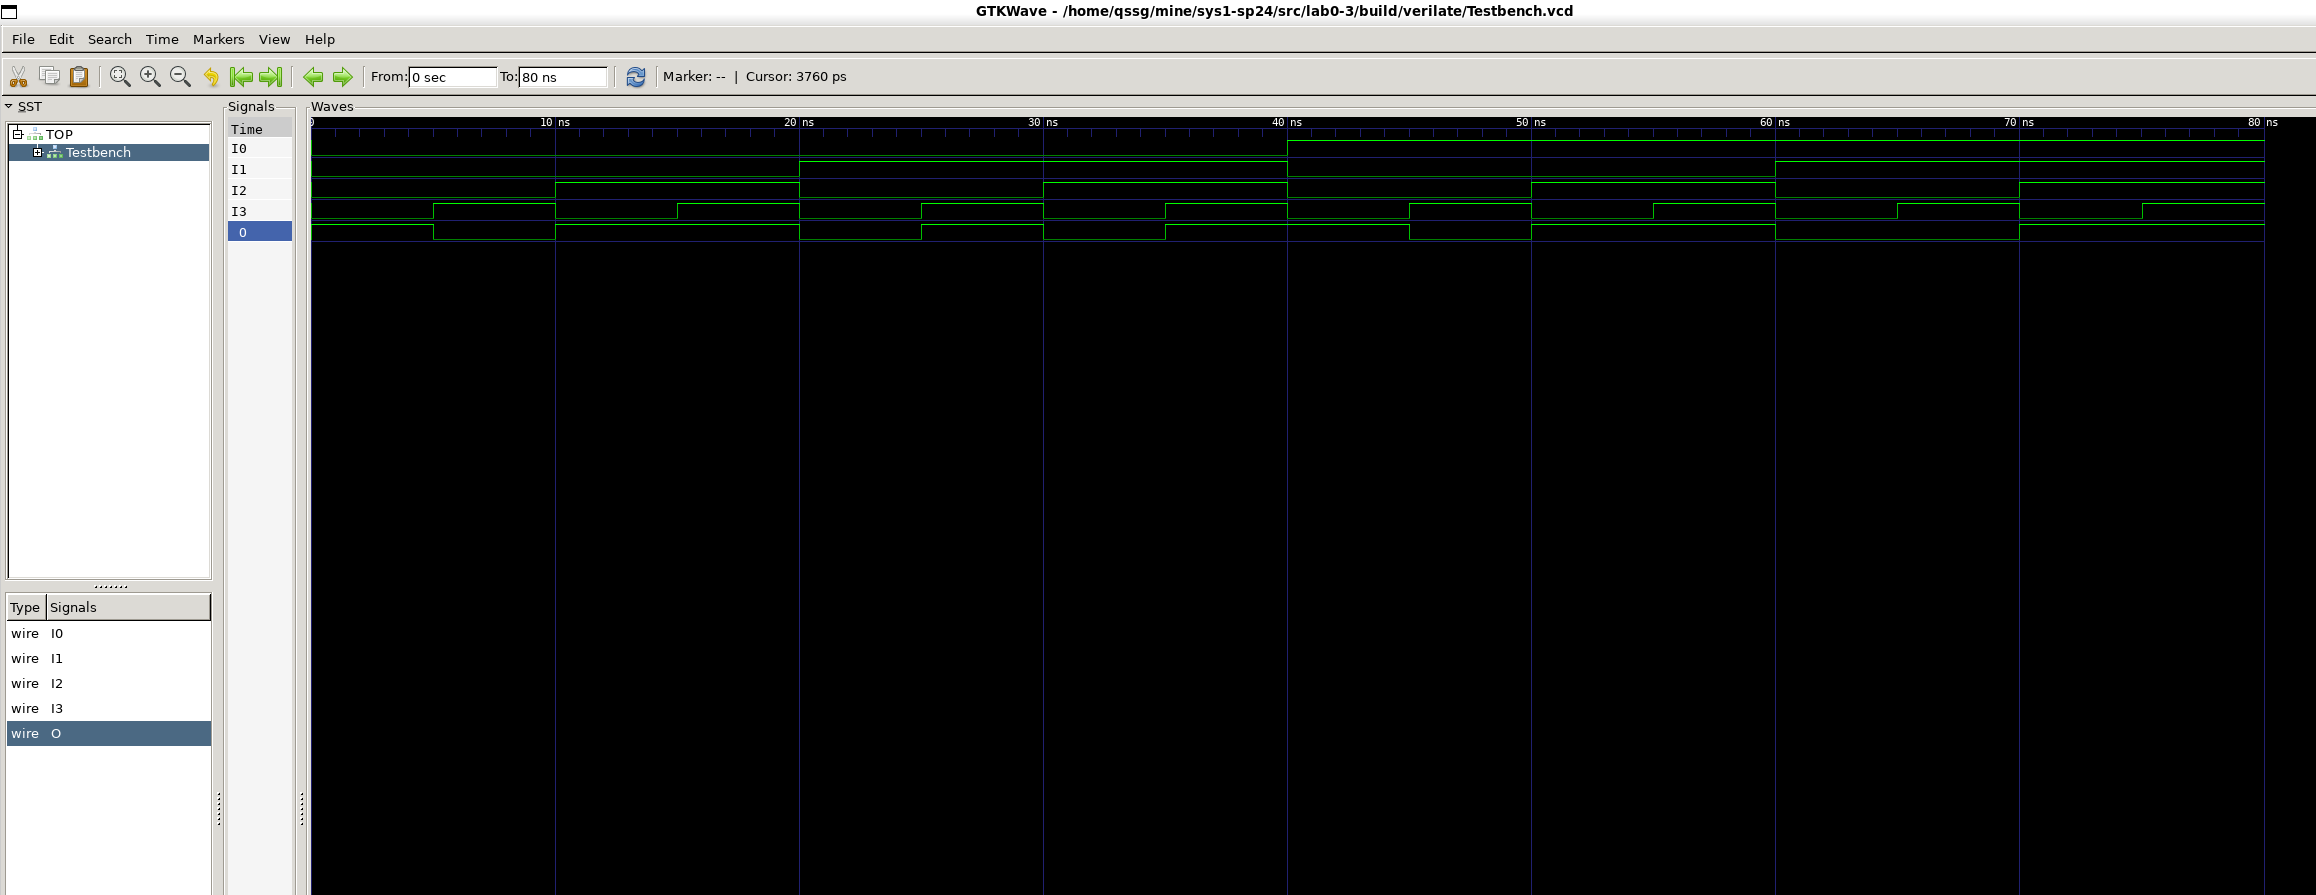 GTKWave - /home/qssg/mine/sys1-sp24/src/lab0-3/build/verilate/Testbench.vcd
File Edit Search Time Markers View Help
From: 0 sec To: 80 ns Marker: -- | Cursor: 3760 ps
SST
TOP
Testbench
Type Signals
wire I0
wire I1
wire I2
wire I3
wire O
Signals
Time
I0
I1
I2
I3
O
Waves
0 10 ns 20 ns 30 ns 40 ns 50 ns 60 ns 70 ns 80 ns